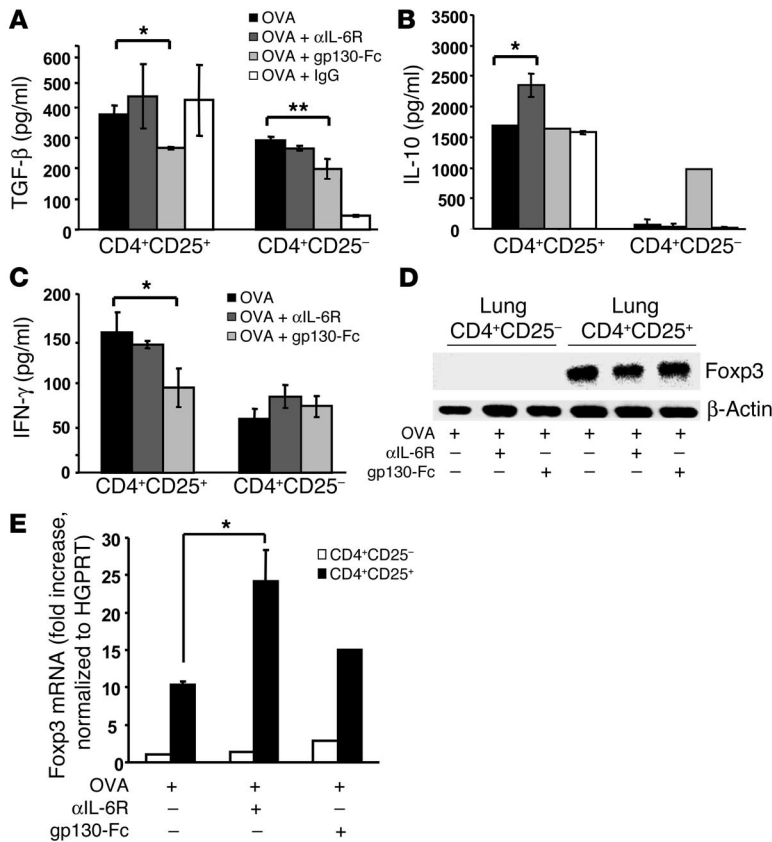 A
TGF-β (pg/ml)
600
500
400
300
200
100
0
*
**
CD4⁺CD25⁺
CD4⁺CD25⁻
OVA
OVA + αIL-6R
OVA + gp130-Fc
OVA + IgG
B
IL-10 (pg/ml)
3500
3000
2500
2000
1500
1000
500
0
*
CD4⁺CD25⁺
CD4⁺CD25⁻
C
IFN-γ (pg/ml)
200
150
100
50
0
*
CD4⁺CD25⁺
CD4⁺CD25⁻
OVA
OVA + αIL-6R
OVA + gp130-Fc
D
Lung
CD4⁺CD25⁻
Lung
CD4⁺CD25⁺
Foxp3
β-Actin
OVA + + + + + +
αIL-6R – + – – + –
gp130-Fc – – + – – +
E
Foxp3 mRNA (fold increase,
normalized to HGPRT)
30
25
20
15
10
5
0
*
CD4⁺CD25⁻
CD4⁺CD25⁺
OVA + + +
αIL-6R – + –
gp130-Fc – – +